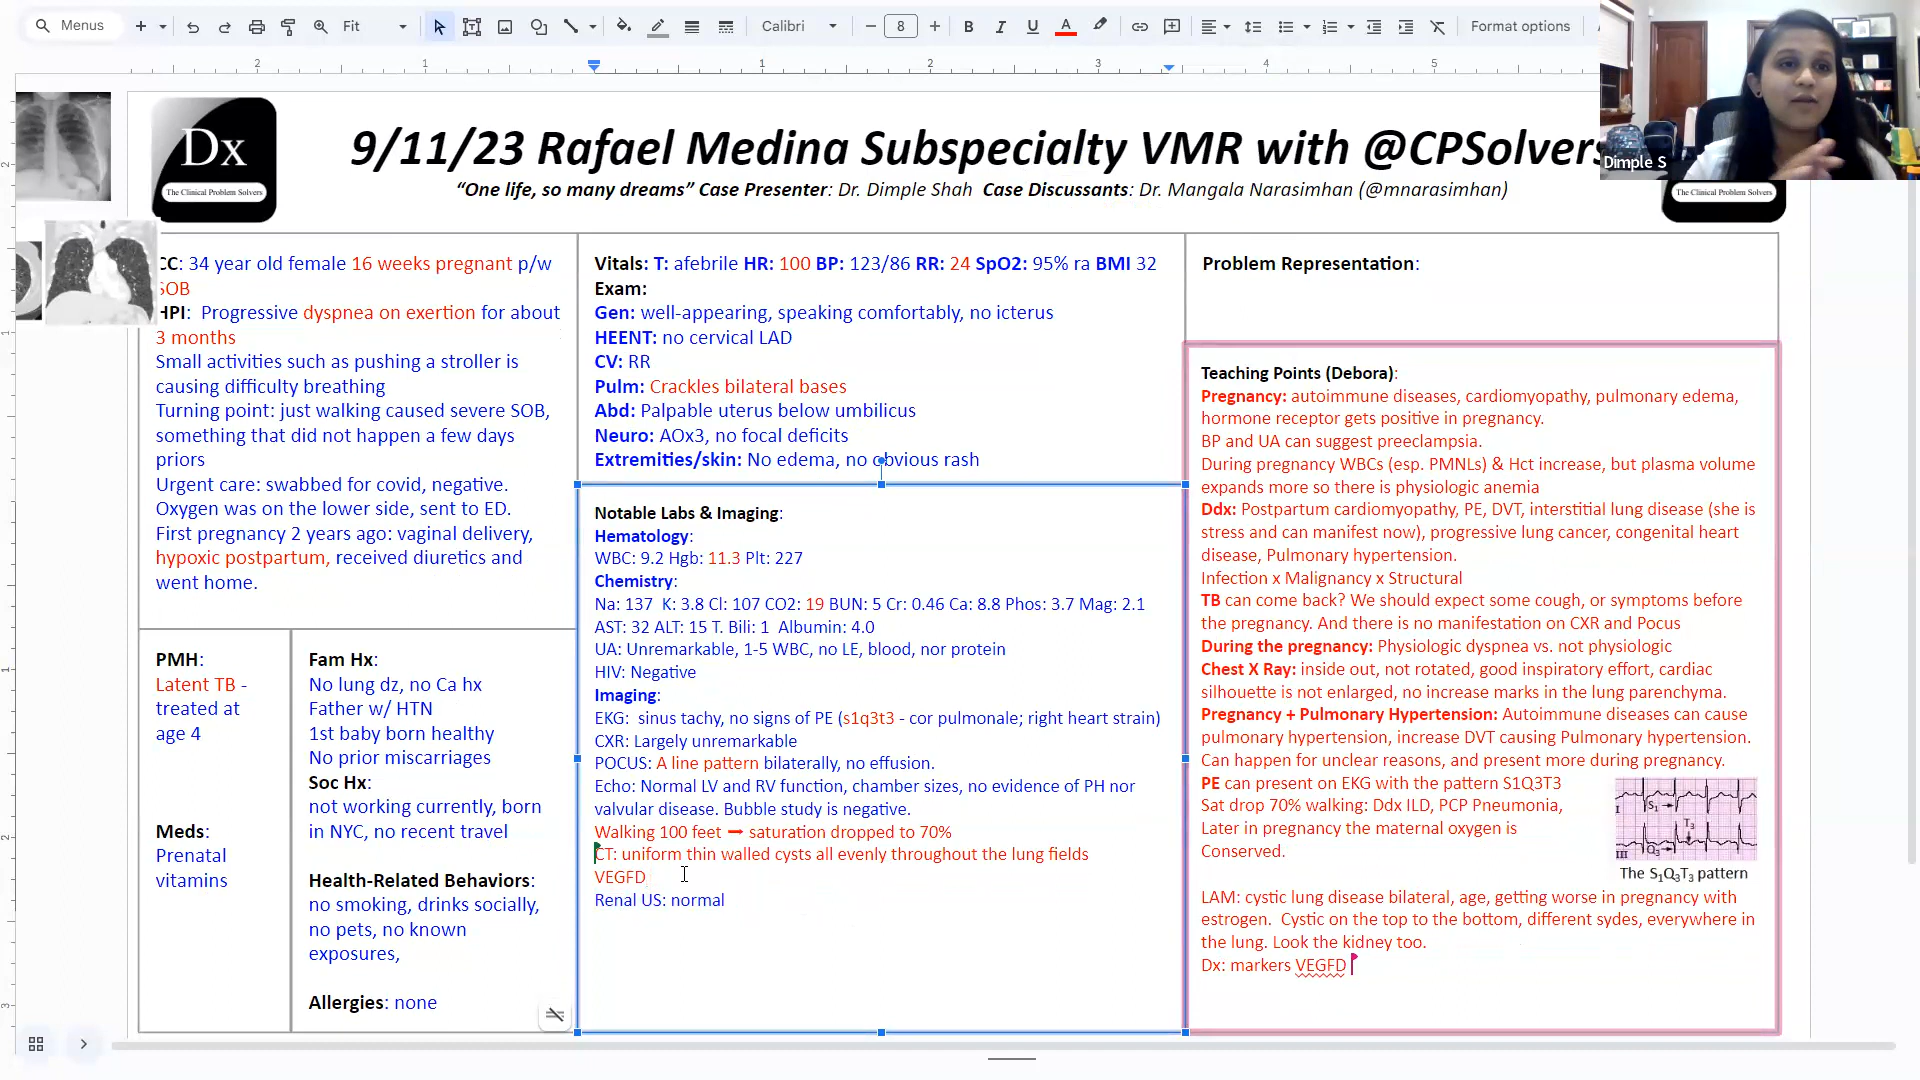 Menus
Fit
Calibri
8
Format options
2
1
1
2
3
4
5
2
1
1
2
3
Dx
The Clinical Problem Solvers
9/11/23 Rafael Medina Subspecialty VMR with @CPSolvers
"One life, so many dreams" Case Presenter: Dr. Dimple Shah Case Discussants: Dr. Mangala Narasimhan (@mnarasimhan)
Dimple S
The Clinical Problem Solvers
CC: 34 year old female 16 weeks pregnant p/w
SOB
HPI: Progressive dyspnea on exertion for about
3 months
Small activities such as pushing a stroller is
causing difficulty breathing
Turning point: just walking caused severe SOB,
something that did not happen a few days
priors
Urgent care: swabbed for covid, negative.
Oxygen was on the lower side, sent to ED.
First pregnancy 2 years ago: vaginal delivery,
hypoxic postpartum, received diuretics and
went home.
PMH:
Latent TB -
treated at
age 4
Meds:
Prenatal
vitamins
Fam Hx:
No lung dz, no Ca hx
Father w/ HTN
1st baby born healthy
No prior miscarriages
Soc Hx:
not working currently, born
in NYC, no recent travel
Health-Related Behaviors:
no smoking, drinks socially,
no pets, no known
exposures,
Allergies: none
Vitals: T: afebrile HR: 100 BP: 123/86 RR: 24 SpO2: 95% ra BMI 32
Exam:
Gen: well-appearing, speaking comfortably, no icterus
HEENT: no cervical LAD
CV: RR
Pulm: Crackles bilateral bases
Abd: Palpable uterus below umbilicus
Neuro: AOx3, no focal deficits
Extremities/skin: No edema, no obvious rash
Notable Labs & Imaging:
Hematology:
WBC: 9.2 Hgb: 11.3 Plt: 227
Chemistry:
Na: 137 K: 3.8 Cl: 107 CO2: 19 BUN: 5 Cr: 0.46 Ca: 8.8 Phos: 3.7 Mag: 2.1
AST: 32 ALT: 15 T. Bili: 1 Albumin: 4.0
UA: Unremarkable, 1-5 WBC, no LE, blood, nor protein
HIV: Negative
Imaging:
EKG: sinus tachy, no signs of PE (s1q3t3 - cor pulmonale; right heart strain)
CXR: Largely unremarkable
POCUS: A line pattern bilaterally, no effusion.
Echo: Normal LV and RV function, chamber sizes, no evidence of PH nor
valvular disease. Bubble study is negative.
Walking 100 feet ➡ saturation dropped to 70%
CT: uniform thin walled cysts all evenly throughout the lung fields
VEGFD
Renal US: normal
Problem Representation:
Teaching Points (Debora):
Pregnancy: autoimmune diseases, cardiomyopathy, pulmonary edema,
hormone receptor gets positive in pregnancy.
BP and UA can suggest preeclampsia.
During pregnancy WBCs (esp. PMNLs) & Hct increase, but plasma volume
expands more so there is physiologic anemia
Ddx: Postpartum cardiomyopathy, PE, DVT, interstitial lung disease (she is
stress and can manifest now), progressive lung cancer, congenital heart
disease, Pulmonary hypertension.
Infection x Malignancy x Structural
TB can come back? We should expect some cough, or symptoms before
the pregnancy. And there is no manifestation on CXR and Pocus
During the pregnancy: Physiologic dyspnea vs. not physiologic
Chest X Ray: inside out, not rotated, good inspiratory effort, cardiac
silhouette is not enlarged, no increase marks in the lung parenchyma.
Pregnancy + Pulmonary Hypertension: Autoimmune diseases can cause
pulmonary hypertension, increase DVT causing Pulmonary hypertension.
Can happen for unclear reasons, and present more during pregnancy.
PE can present on EKG with the pattern S1Q3T3
Sat drop 70% walking: Ddx ILD, PCP Pneumonia,
Later in pregnancy the maternal oxygen is
Conserved.
I
S₁
T₃
III
Q₃
The S₁Q₃T₃ pattern
LAM: cystic lung disease bilateral, age, getting worse in pregnancy with
estrogen. Cystic on the top to the bottom, different sydes, everywhere in
the lung. Look the kidney too.
Dx: markers VEGFD